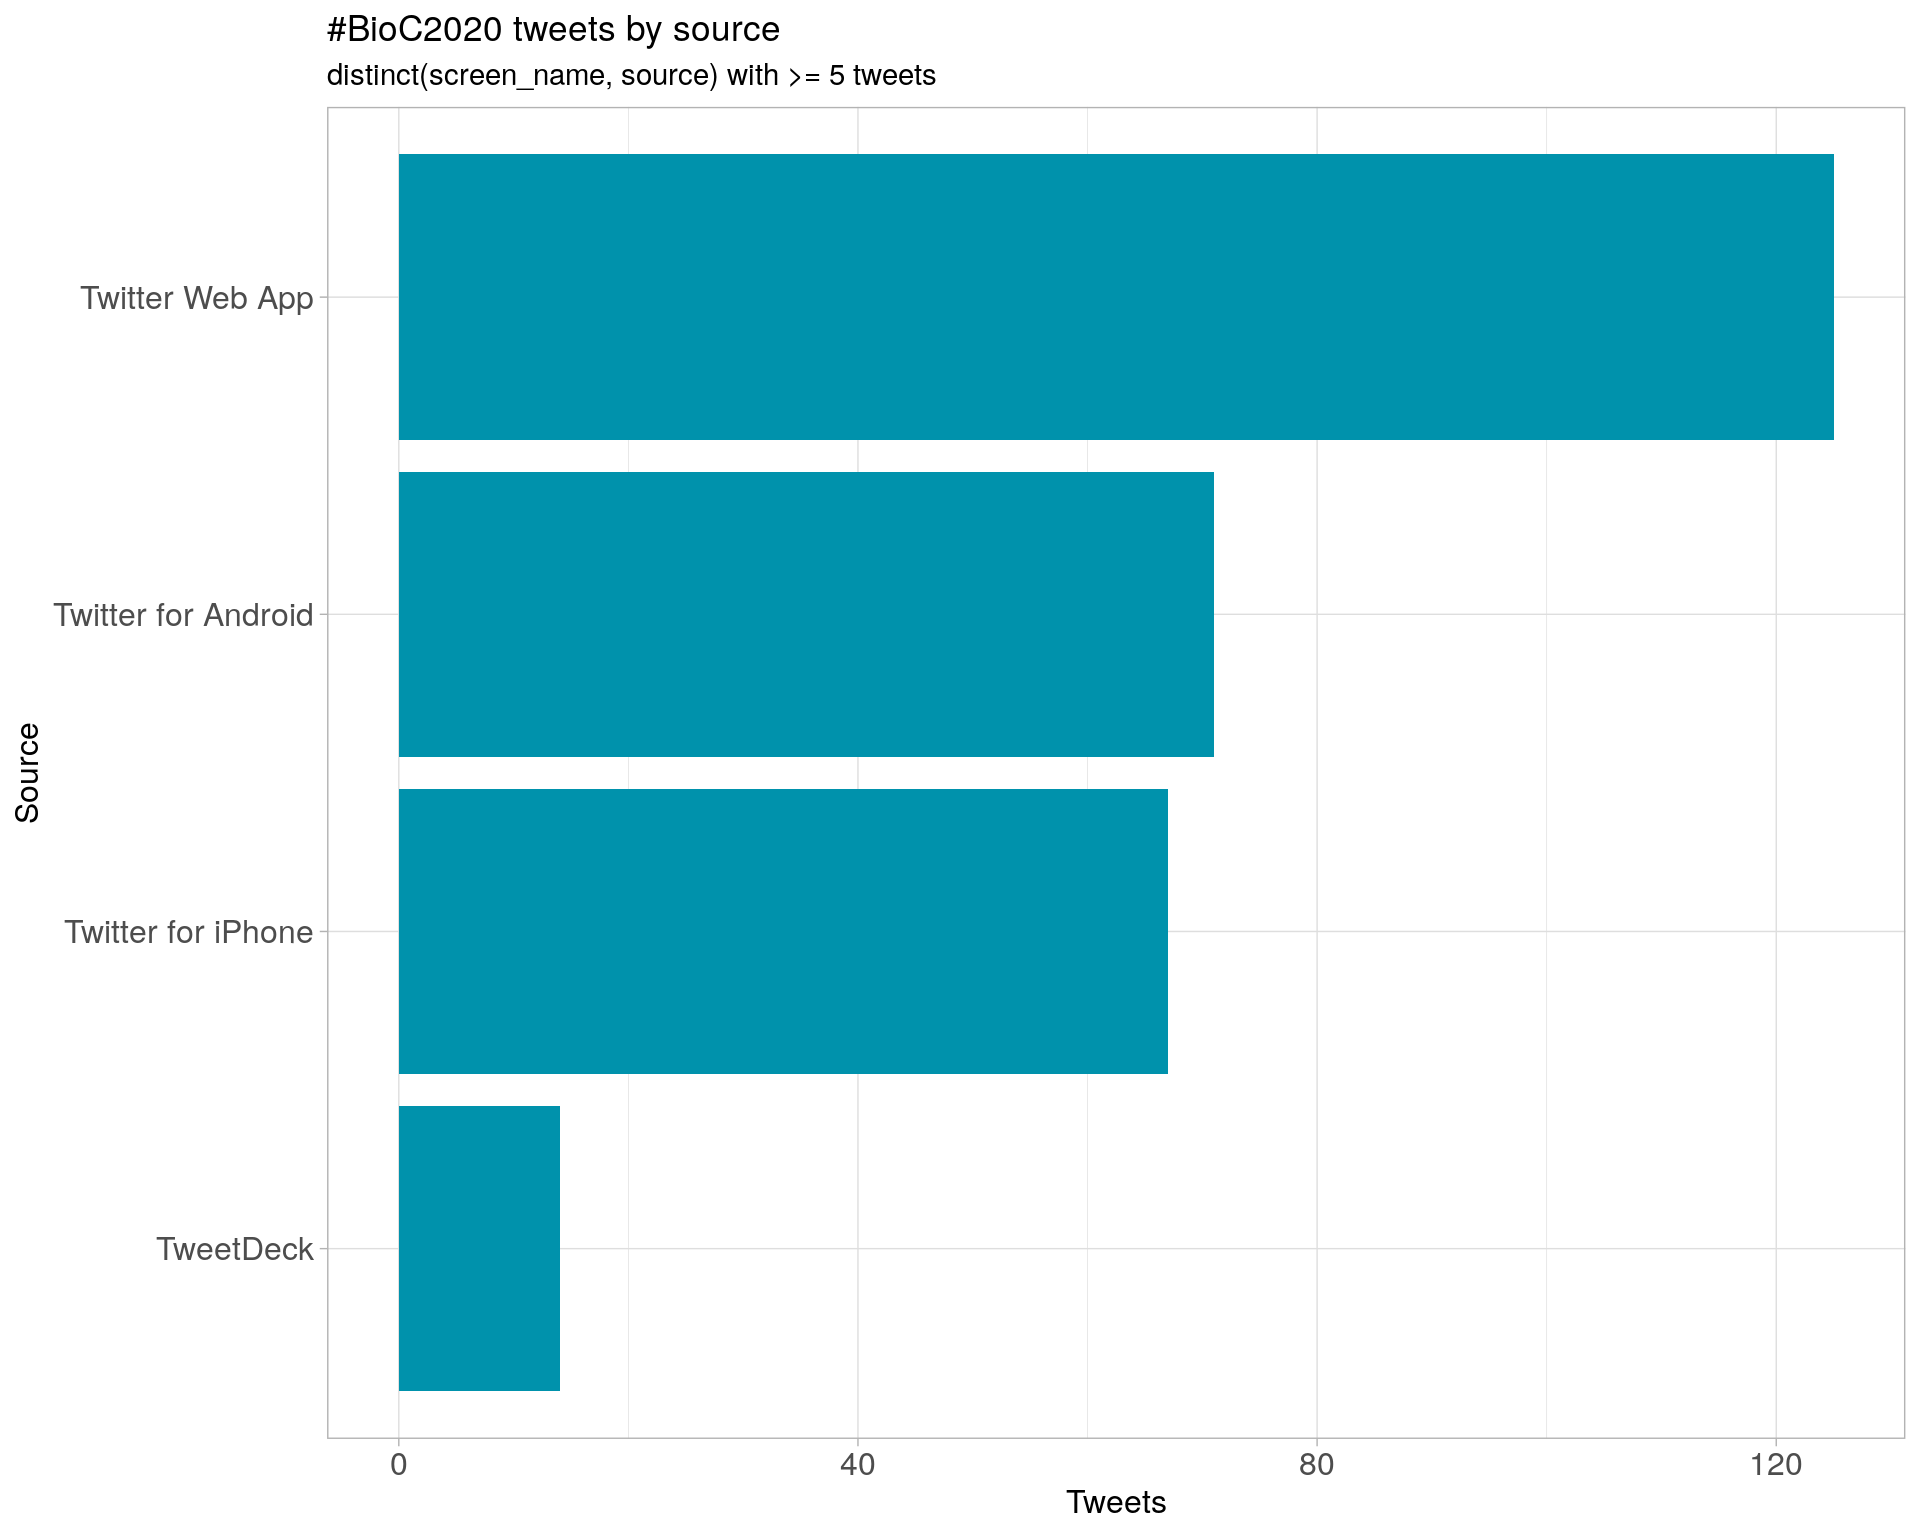 #BioC2020 tweets by source
distinct(screen_name, source) with >= 5 tweets
Source
Twitter Web App
Twitter for Android
Twitter for iPhone
TweetDeck
0 40 80 120
Tweets